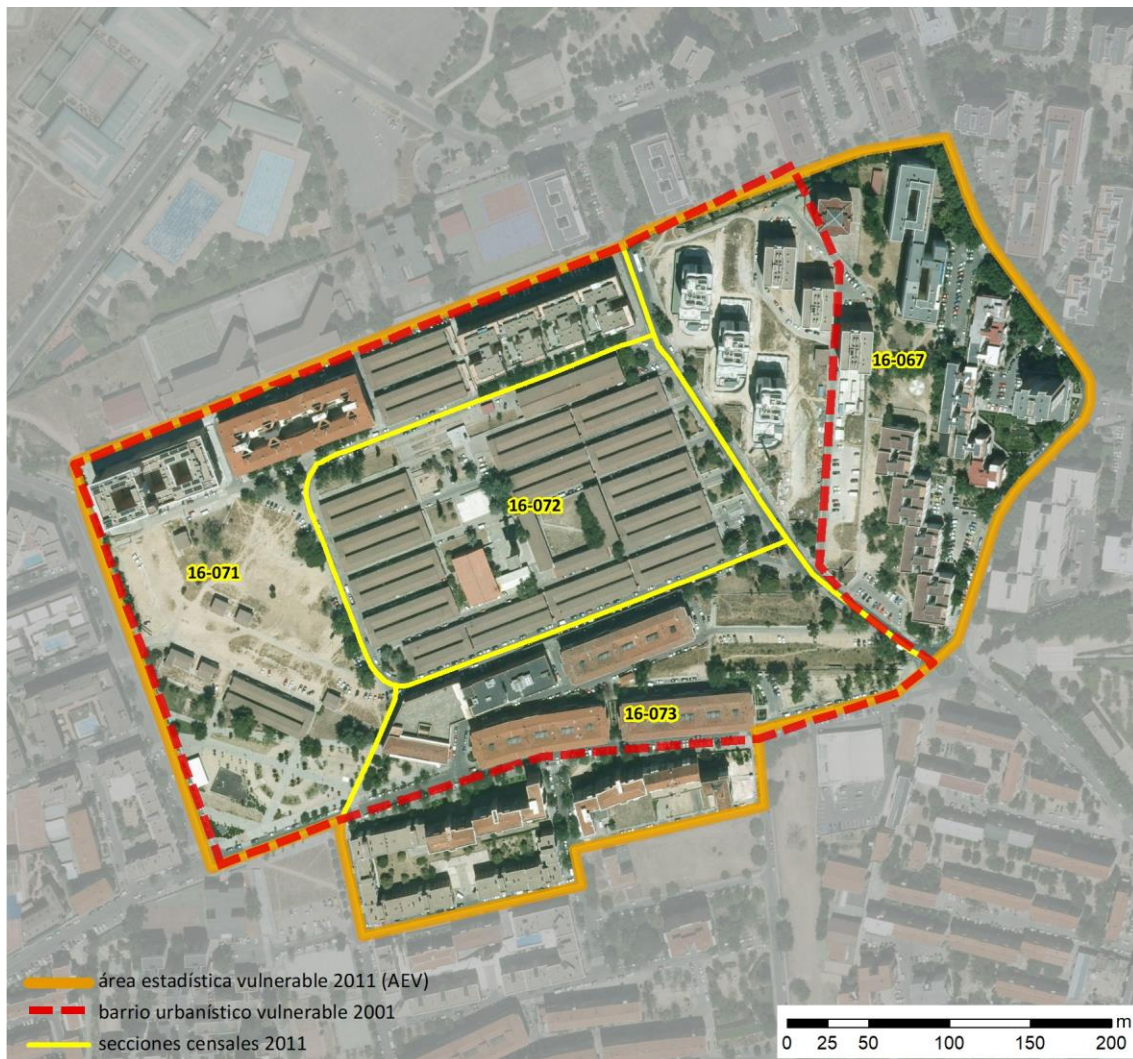 16-067
16-072
16-071
16-073
área estadística vulnerable 2011 (AEV)
barrio urbanístico vulnerable 2001
secciones censales 2011
m
0 25 50 100 150 200